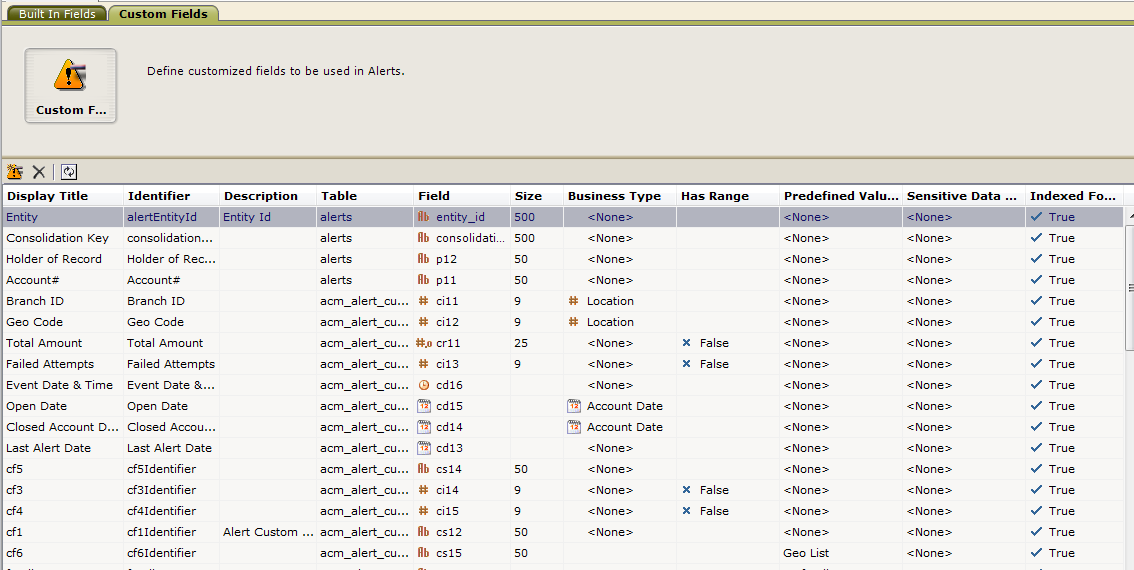 Built In Fields Custom Fields
Define customized fields to be used in Alerts.
Custom F...
Display Title Identifier Description Table Field Size Business Type Has Range Predefined Valu... Sensitive Data ... Indexed Fo...
Entity alertEntityId Entity Id alerts entity_id 500 <None> <None> <None> True
Consolidation Key consolidation... alerts consolidati... 500 <None> <None> <None> True
Holder of Record Holder of Rec... alerts p12 50 <None> <None> <None> True
Account# Account# alerts p11 50 <None> <None> <None> True
Branch ID Branch ID acm_alert_cu... ci11 9 Location <None> <None> True
Geo Code Geo Code acm_alert_cu... ci12 9 Location <None> <None> True
Total Amount Total Amount acm_alert_cu... cr11 25 <None> False <None> <None> True
Failed Attempts Failed Attempts acm_alert_cu... ci13 9 <None> False <None> <None> True
Event Date & Time Event Date &... acm_alert_cu... cd16 <None> <None> <None> True
Open Date Open Date acm_alert_cu... cd15 Account Date <None> <None> True
Closed Account D... Closed Accou... acm_alert_cu... cd14 Account Date <None> <None> True
Last Alert Date Last Alert Date acm_alert_cu... cd13 <None> <None> <None> True
cf5 cf5Identifier acm_alert_cu... cs14 50 <None> <None> <None> True
cf3 cf3Identifier acm_alert_cu... ci14 9 <None> False <None> <None> True
cf4 cf4Identifier acm_alert_cu... ci15 9 <None> False <None> <None> True
cf1 cf1Identifier Alert Custom ... acm_alert_cu... cs12 50 <None> <None> <None> True
cf6 cf6Identifier acm_alert_cu... cs15 50 Geo List <None> True